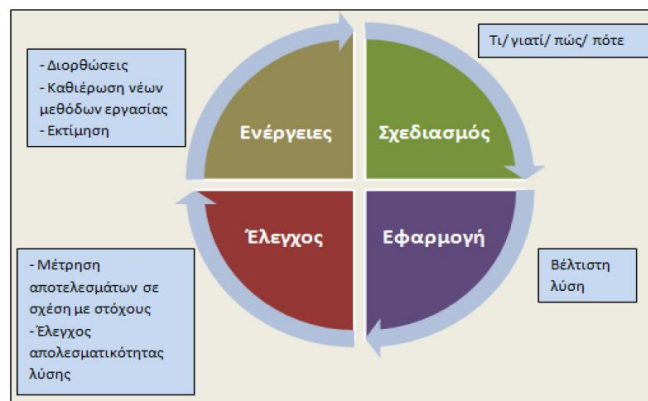 - Διορθώσεις
- Καθιέρωση νέων
μεθόδων εργασίας
- Εκτίμηση
Τι/ γιατί/ πώς/ πότε
Ενέργειες
Σχεδιασμός
Έλεγχος
Εφαρμογή
- Μέτρηση
αποτελεσμάτων σε
σχέση με στόχους
-Έλεγχος
απολεσματικότητας
λύσης
Βέλτιστη
λύση